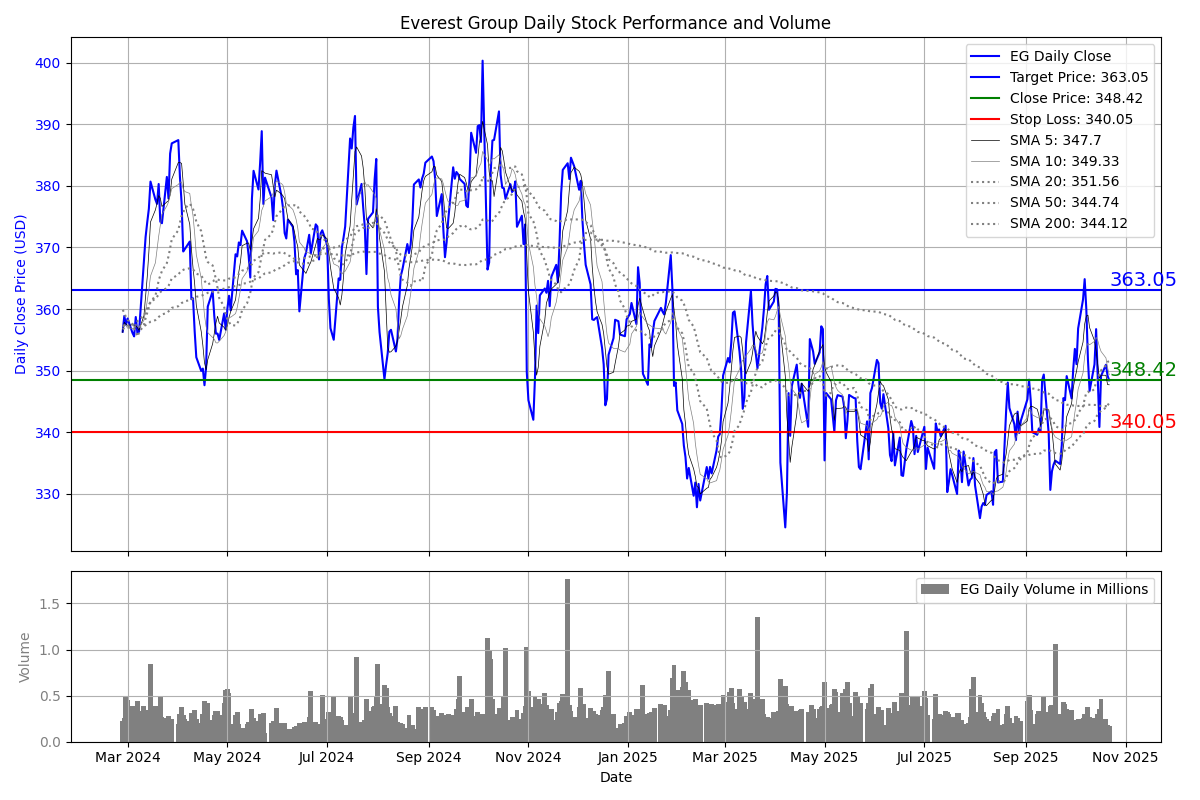 Everest Group Daily Stock Performance and Volume
Daily Close Price (USD)
400
390
380
370
360
350
340
330
EG Daily Close
Target Price: 363.05
Close Price: 348.42
Stop Loss: 340.05
SMA 5: 347.7
SMA 10: 349.33
SMA 20: 351.56
SMA 50: 344.74
SMA 200: 344.12
363.05
348.42
340.05
Volume
1.5
1.0
0.5
0.0
EG Daily Volume in Millions
Mar 2024 May 2024 Jul 2024 Sep 2024 Nov 2024 Jan 2025 Mar 2025 May 2025 Jul 2025 Sep 2025 Nov 2025
Date